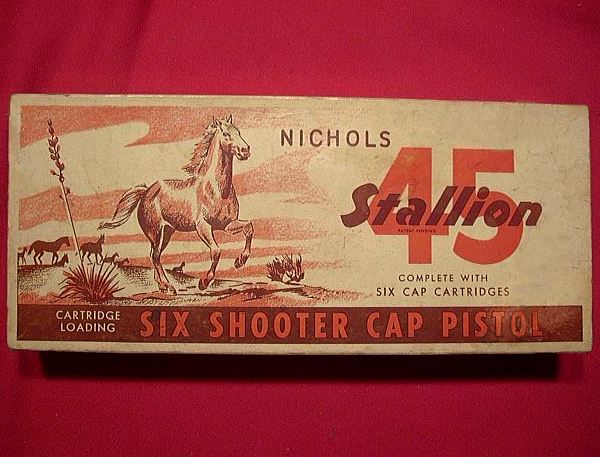 NICHOLS
45
Stallion
PATENT PENDING
COMPLETE WITH
SIX CAP CARTRIDGES
CARTRIDGE
LOADING
SIX SHOOTER CAP PISTOL